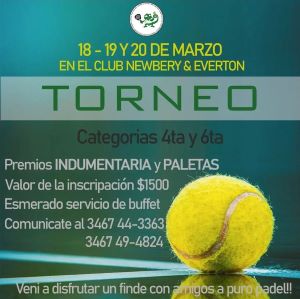 18 - 19 Y 20 DE MARZO
EN EL CLUB NEWBERY & EVERTON
TORNEO
Categorias 4ta y 6ta
Premios INDUMENTARIA y PALETAS
Valor de la inscripción $1500
Esmerado servicio de buffet
Comunicate al 3467 44-3363
3467 49-4824
Veni a disfrutar un finde con amigos a puro padel!!